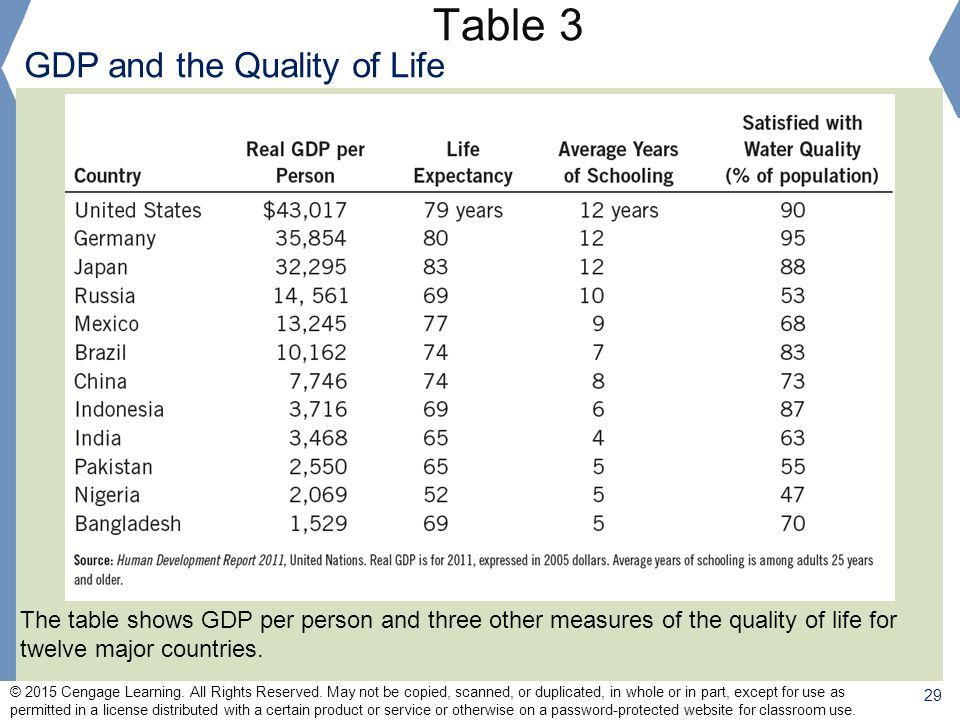 Table 3
GDP and the Quality of Life
Country Real GDP per Person Life Expectancy Average Years of Schooling Satisfied with Water Quality (% of population)
United States $43,017 79 years 12 years 90
Germany 35,854 80 12 95
Japan 32,295 83 12 88
Russia 14, 561 69 10 53
Mexico 13,245 77 9 68
Brazil 10,162 74 7 83
China 7,746 74 8 73
Indonesia 3,716 69 6 87
India 3,468 65 4 63
Pakistan 2,550 65 5 55
Nigeria 2,069 52 5 47
Bangladesh 1,529 69 5 70
Source: Human Development Report 2011, United Nations. Real GDP is for 2011, expressed in 2005 dollars. Average years of schooling is among adults 25 years
and older.
The table shows GDP per person and three other measures of the quality of life for
twelve major countries.
© 2015 Cengage Learning. All Rights Reserved. May not be copied, scanned, or duplicated, in whole or in part, except for use as
permitted in a license distributed with a certain product or service or otherwise on a password-protected website for classroom use.
29